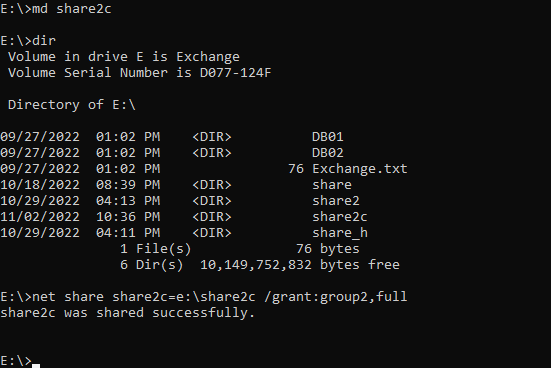 E:\>md share2c
E:\>dir
 Volume in drive E is Exchange
 Volume Serial Number is D077-124F
 Directory of E:\
09/27/2022  01:02 PM    <DIR>          DB01
09/27/2022  01:02 PM    <DIR>          DB02
09/27/2022  01:02 PM                76 Exchange.txt
10/18/2022  08:39 PM    <DIR>          share
10/29/2022  04:13 PM    <DIR>          share2
11/02/2022  10:36 PM    <DIR>          share2c
10/29/2022  04:11 PM    <DIR>          share_h
               1 File(s)             76 bytes
               6 Dir(s)  10,149,752,832 bytes free
E:\>net share share2c=e:\share2c /grant:group2,full
share2c was shared successfully.
E:\>